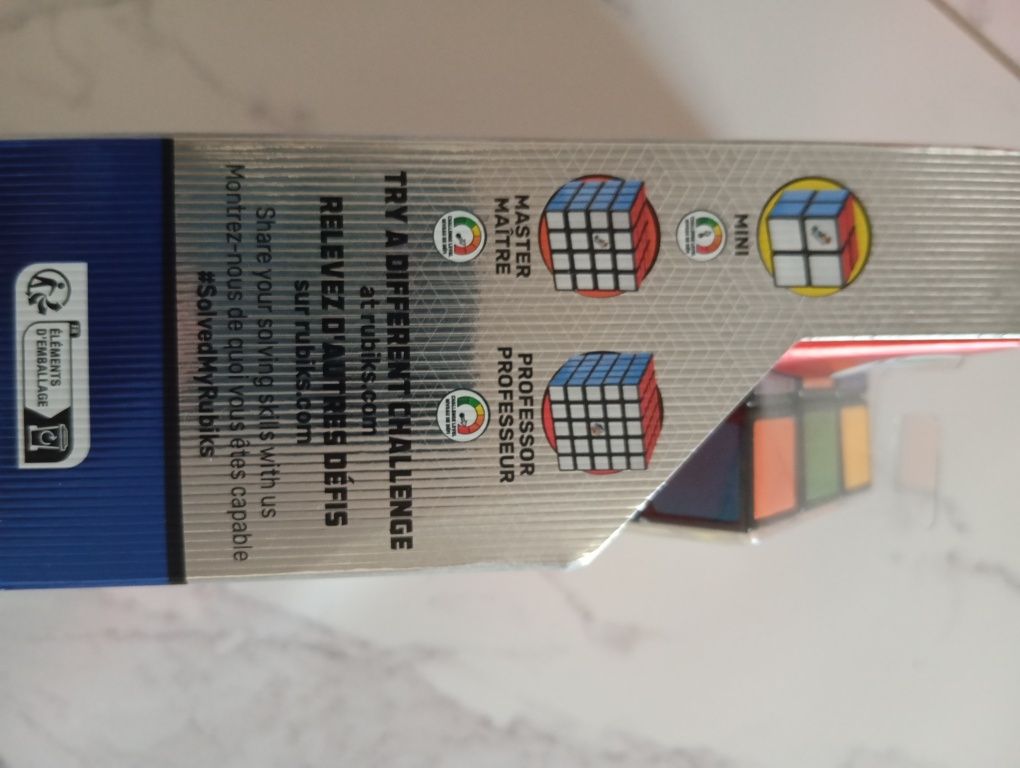 MINI
MASTER
MAÎTRE
PROFESSOR
PROFESSEUR
TRY A DIFFERENT CHALLENGE
at rubiks.com
RELEVEZ D'AUTRES DÉFIS
sur rubiks.com
Share your solving skills with us
Montrez-nous de quoi vous êtes capable
#SolvedMyRubiks
FR
ÉLÉMENTS
D'EMBALLAGE